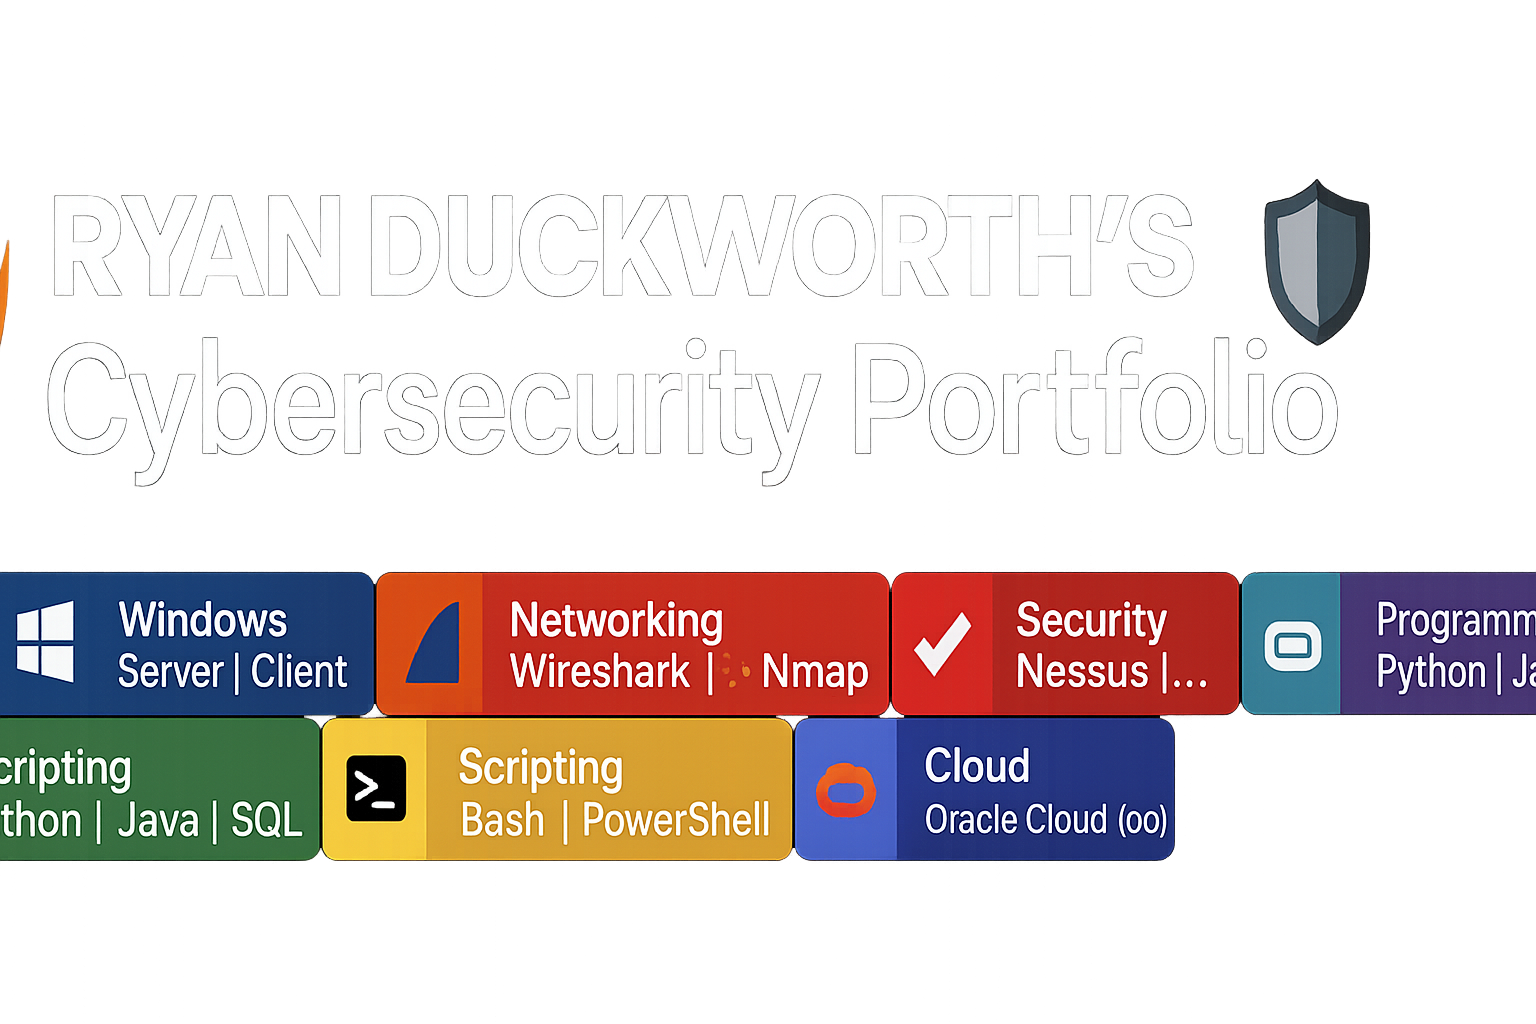 RYAN DUCKWORTH'S
Cybersecurity Portfolio
Windows
Server | Client
Networking
Wireshark | Nmap
Security
Nessus |...
Programm
Python | Ja
cripting
thon | Java | SQL
Scripting
Bash | PowerShell
Cloud
Oracle Cloud (oo)